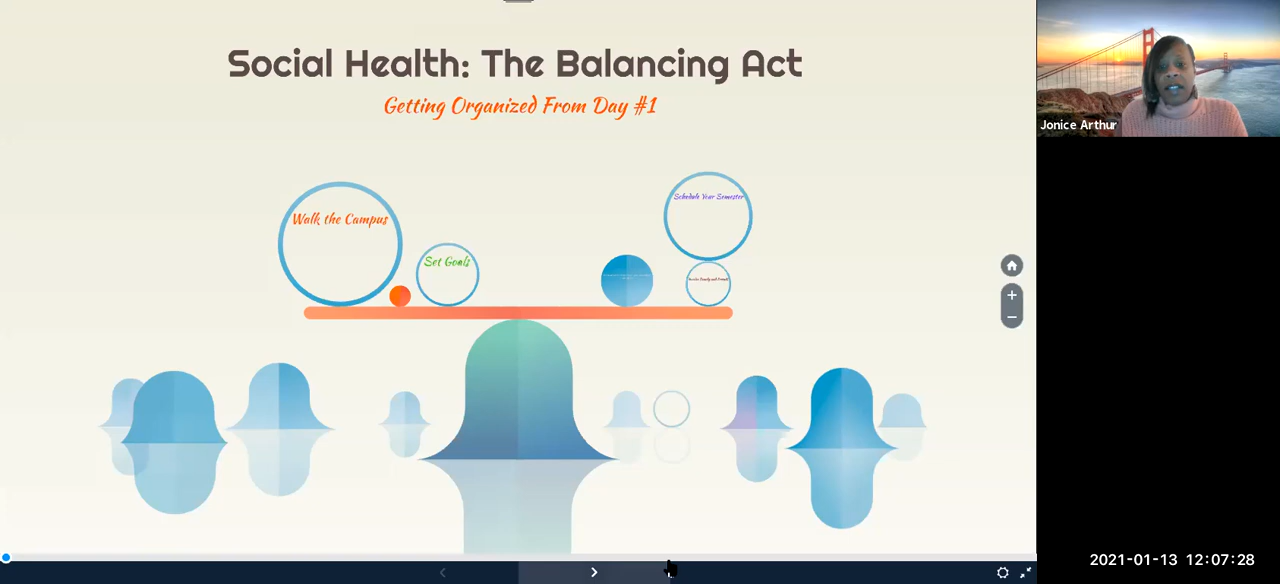 Social Health: The Balancing Act
Getting Organized From Day #1
Walk the Campus
Set Goals
Schedule Your Semester
Jonice Arthur
2021-01-13 12:07:28